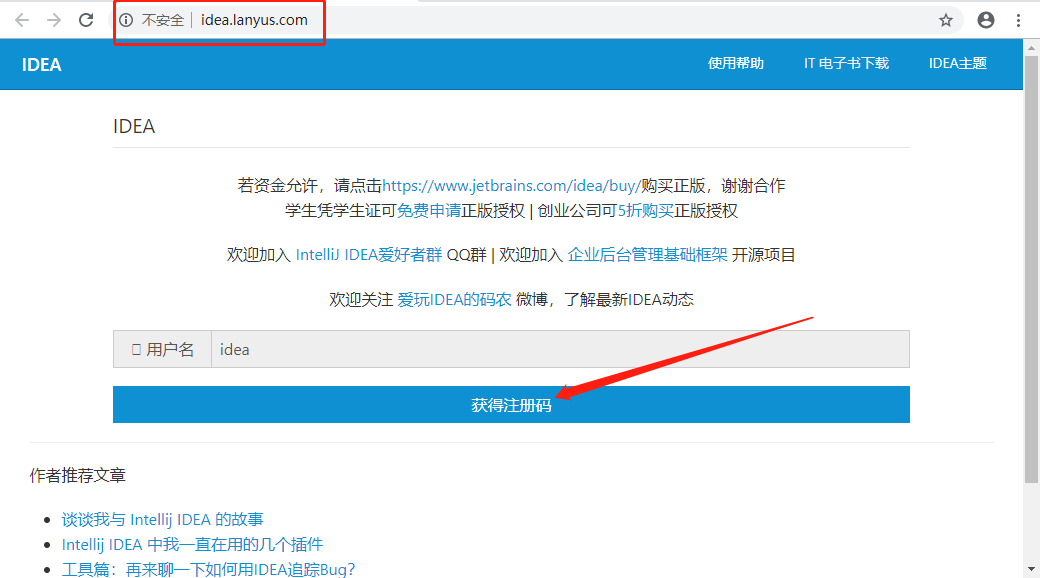 不安全 idea.lanyus.com
IDEA 使用帮助 IT 电子书下载 IDEA主题
IDEA
若资金允许，请点击https://www.jetbrains.com/idea/buy/购买正版，谢谢合作
学生凭学生证可免费申请正版授权 | 创业公司可5折购买正版授权
欢迎加入 IntelliJ IDEA爱好者群 QQ群 | 欢迎加入 企业后台管理基础框架 开源项目
欢迎关注 爱玩IDEA的码农 微博，了解最新IDEA动态
用户名 idea
获得注册码
作者推荐文章
谈谈我与 Intellij IDEA 的故事
Intellij IDEA 中我一直在用的几个插件
工具篇：再来聊一下如何用IDEA追踪Bug?